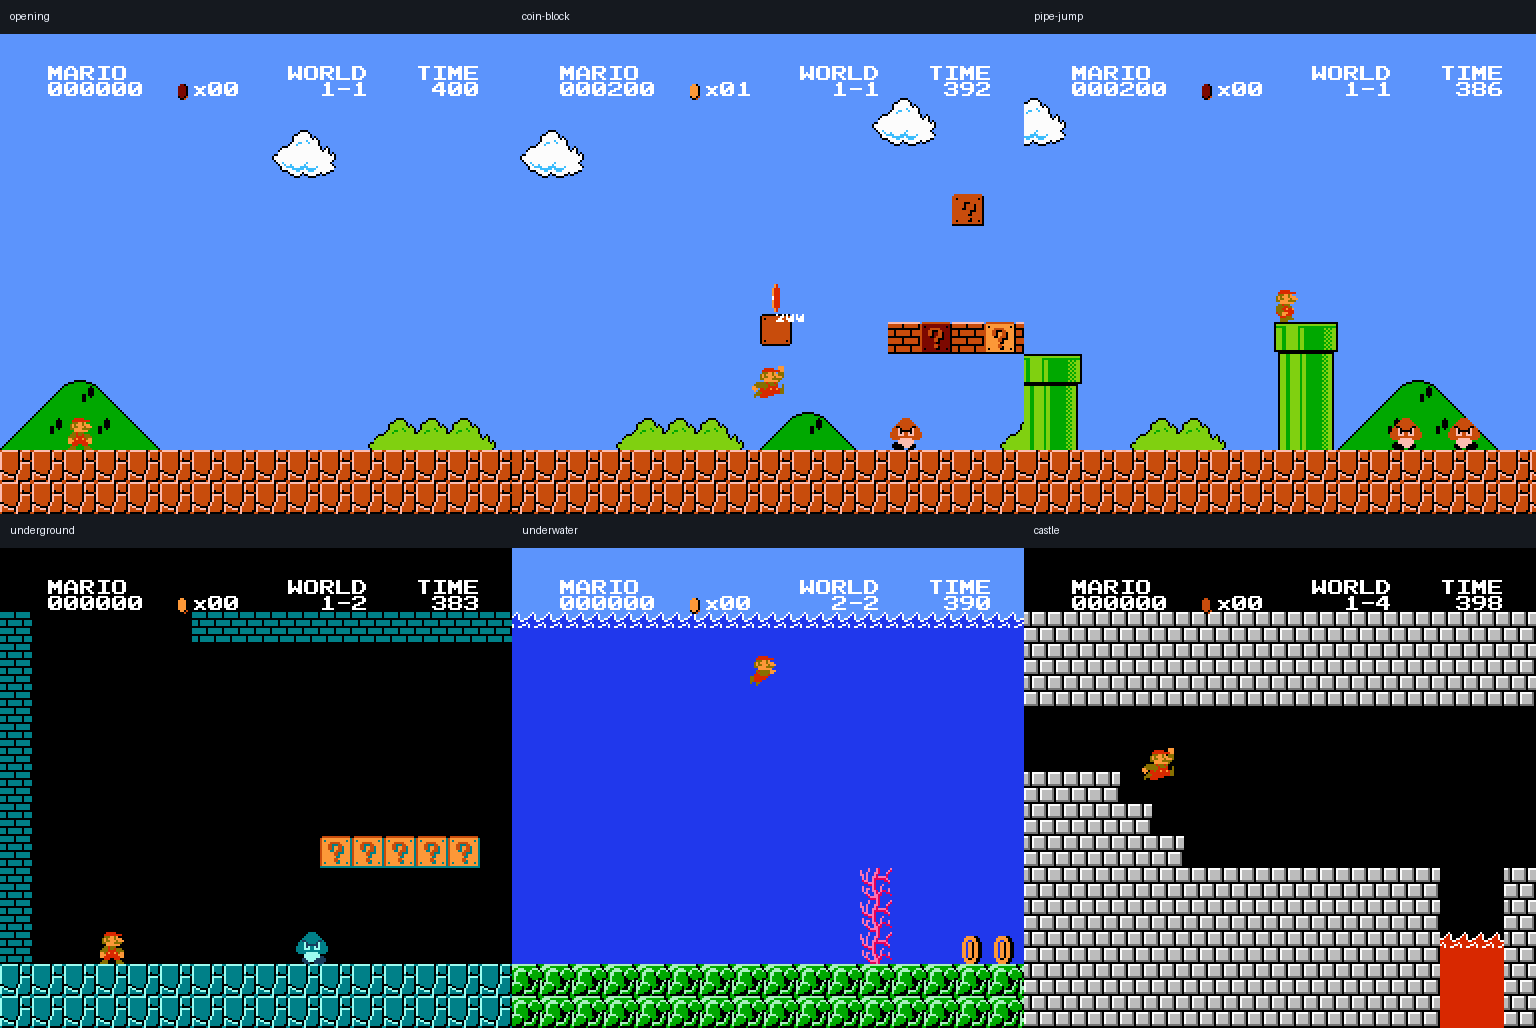 opening
MARIO WORLD TIME
000000 x00 1-1 400
coin-block
MARIO WORLD TIME
000200 x01 1-1 392
?
200
? ?
pipe-jump
MARIO WORLD TIME
000200 x00 1-1 386
underground
MARIO WORLD TIME
000000 x00 1-2 383
? ? ? ? ?
underwater
MARIO WORLD TIME
000000 x00 2-2 390
castle
MARIO WORLD TIME
000000 x00 1-4 398